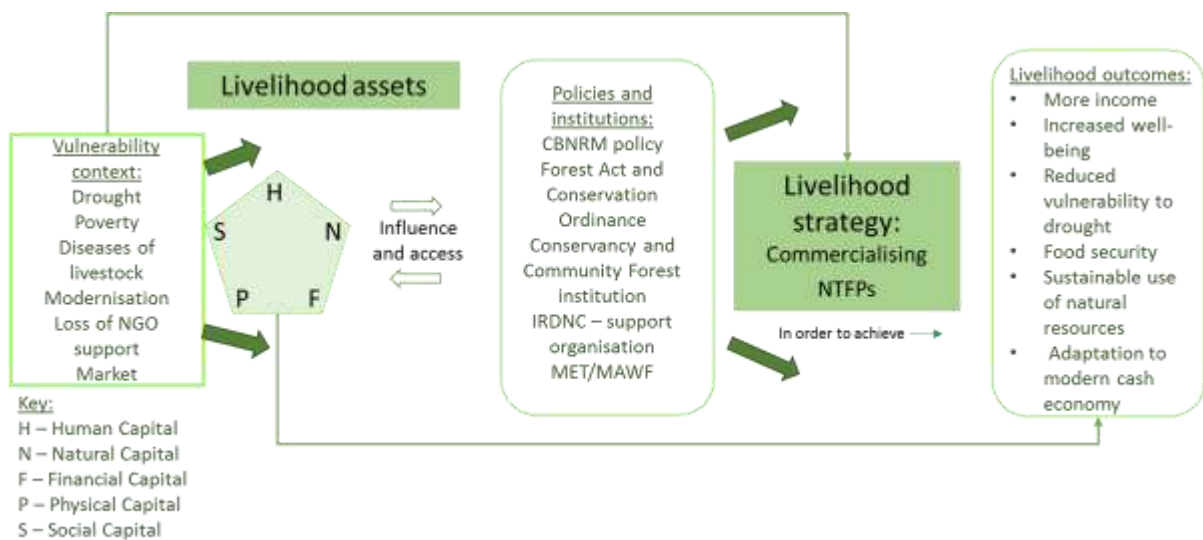 Livelihood assets
Vulnerability
context:
Drought
Poverty
Diseases of
livestock
Modernisation
Loss of NGO
support
Market
H
S
N
P
F
Influence
and access
Policies and
institutions:
CBNRM policy
Forest Act and
Conservation
Ordinance
Conservancy and
Community Forest
institution
IRDNC – support
organisation
MET/MAWF
Livelihood
strategy:
Commercialising
NTFPs
In order to achieve
Livelihood outcomes:
• More income
• Increased well-
being
• Reduced
vulnerability to
drought
• Food security
• Sustainable use
of natural
resources
• Adaptation to
modern cash
economy
Key:
H – Human Capital
N – Natural Capital
F – Financial Capital
P – Physical Capital
S – Social Capital